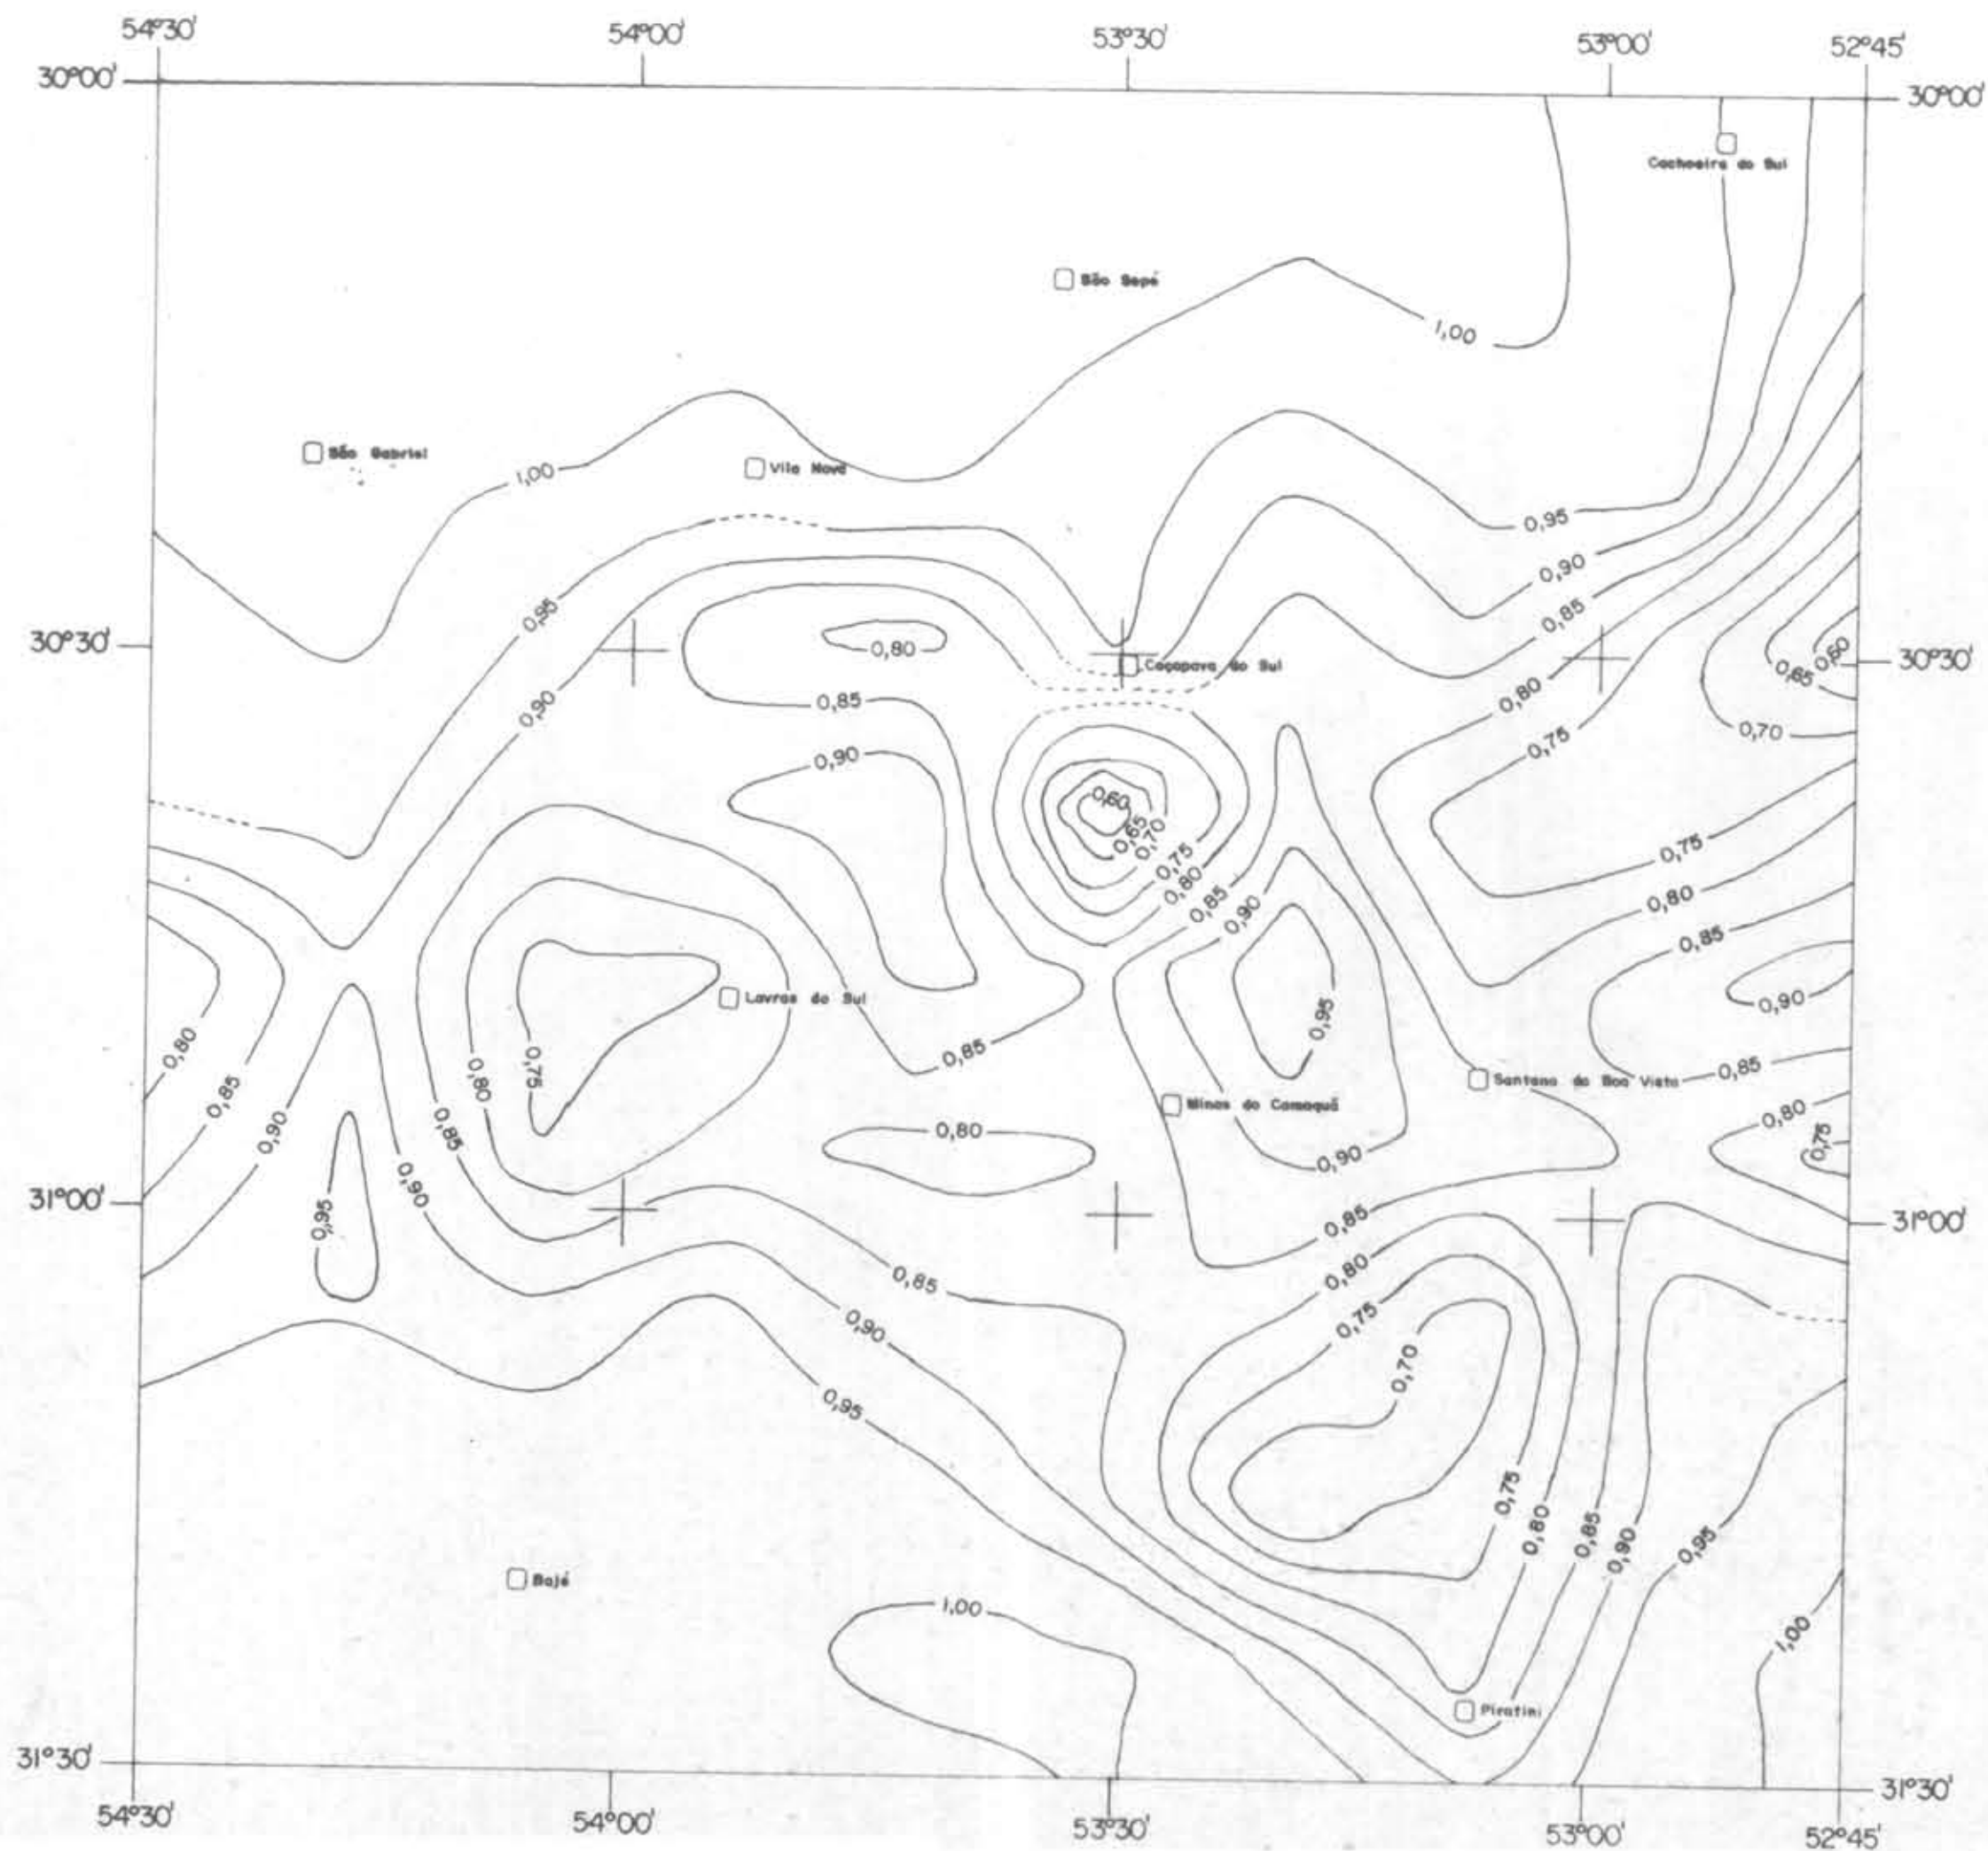 54°30' 54°00' 53°30' 53°00' 52°45'
30°00' 30°00'
Cachoeira do Sul
São Sepé
1,00
São Gabriel
Vila Nova
1,00
0,95
0,90
0,95
0,85
30°30' 0,80 Caçapava do Sul 0,65 0,60 30°30'
0,90 0,85 0,80
0,75 0,70
0,90
0,60
0,65 0,70
0,75 0,75
0,80 0,80
0,85 0,90
0,85
Lavras do Sul 0,95 0,90
0,80 0,75 0,85
0,85 0,80 Santana da Boa Vista 0,85
Minas do Camaquã
0,90 0,85 0,80 0,80
0,90 0,90 0,75
31°00' 0,95 0,85 31°00'
0,85 0,80
0,90 0,75
0,70
0,95
0,75
0,80 0,85 0,90 0,95
Bajé
1,00 1,00
Piratini
31°30' 31°30'
54°30' 54°00' 53°30' 53°00' 52°45'